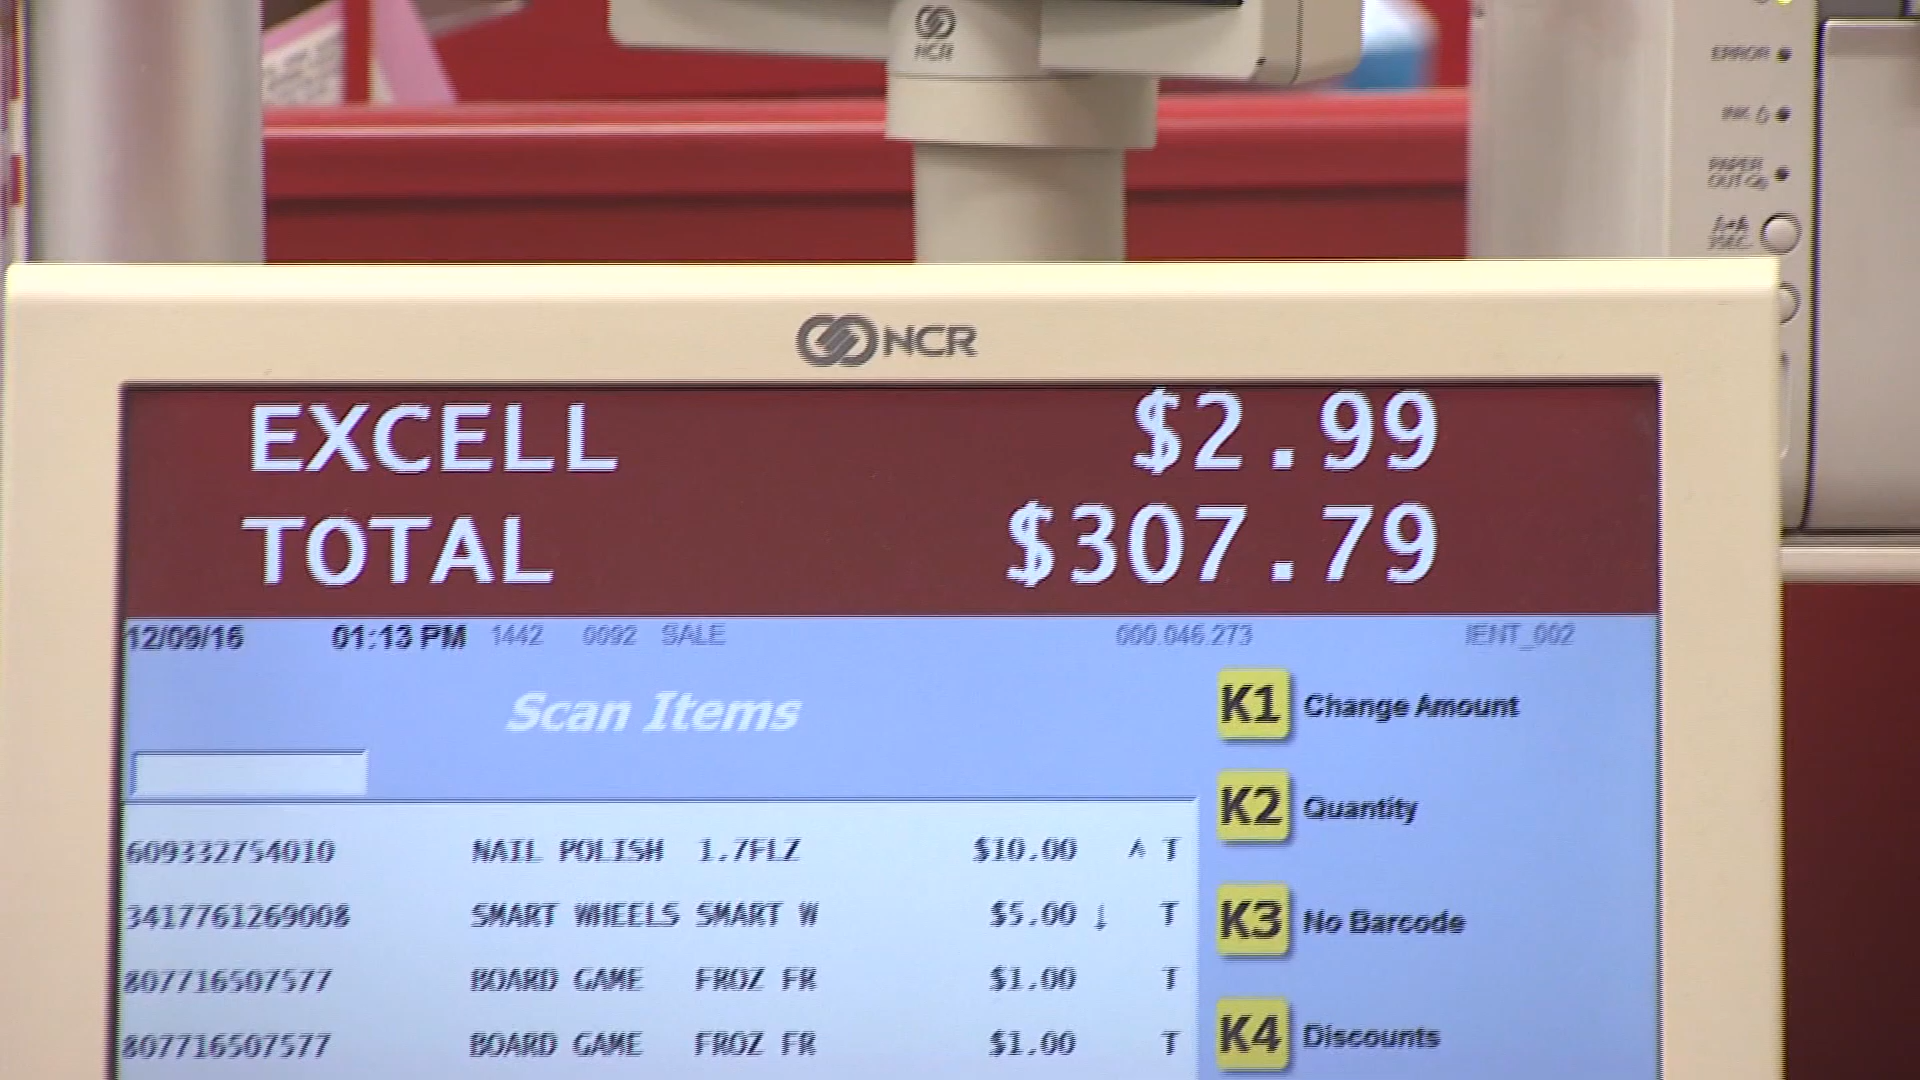 NCR
ERROR
INK
PAPER
OUT
NCR
EXCELL $2.99
TOTAL $307.79
12/09/16 01:13 PM 1442 0092 SALE 000.046.273 IENT_002
Scan Items
K1 Change Amount
K2 Quantity
609332754010 NAIL POLISH 1.7FLZ $10.00 ^ T
3417761269008 SMART WHEELS SMART W $5.00 ↓ T
K3 No Barcode
807716507577 BOARD GAME FROZ FR $1.00 T
807716507577 BOARD GAME FROZ FR $1.00 T
K4 Discounts